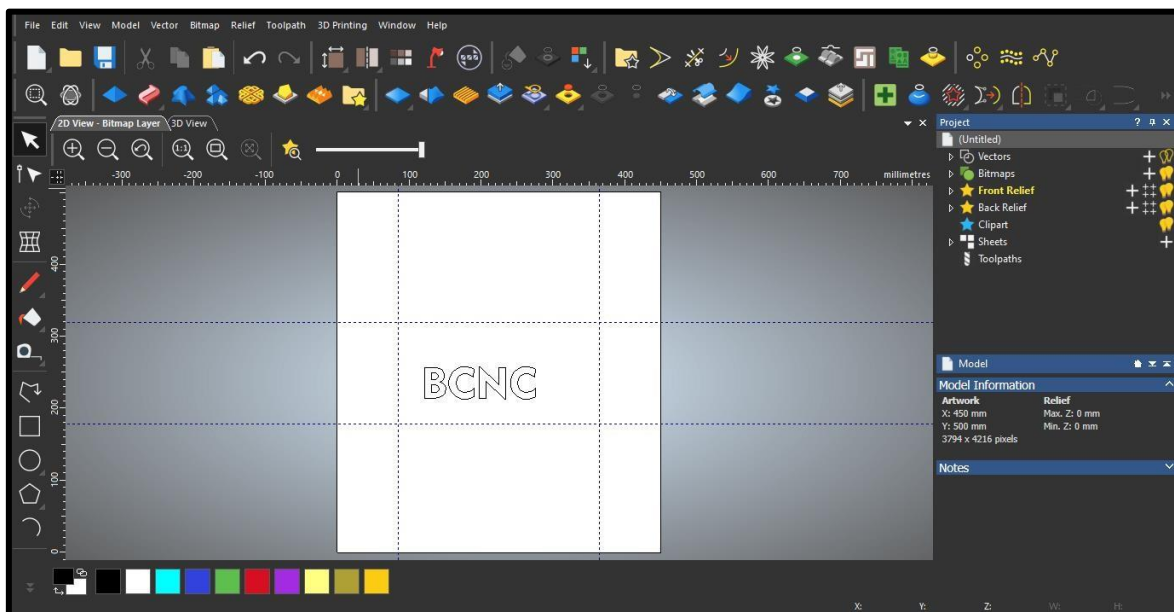 File Edit View Model Vector Bitmap Relief Toolpath 3D Printing Window Help
2D View - Bitmap Layer 3D View
Project
(Untitled)
Vectors
Bitmaps
Front Relief
Back Relief
Clipart
Sheets
Toolpaths
1:1
-300 -200 -100 0 100 200 300 400 500 600 700 millimetres
400
300
200
100
0
BCNC
Model
Model Information
Artwork Relief
X: 450 mm Max. Z: 0 mm
Y: 500 mm Min. Z: 0 mm
3794 x 4216 pixels
Notes
X: Y: Z: W: H: